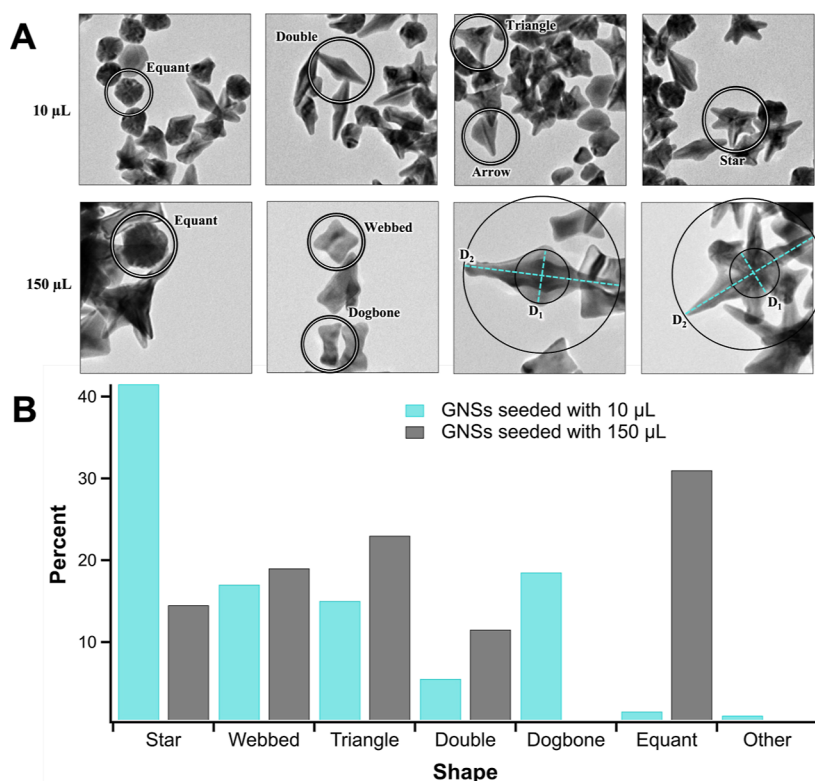 A
10 µL
Equant
Double
Triangle
Arrow
Star
150 µL
Equant
Webbed
Dogbone
D2
D1
D2
D1
B
GNSs seeded with 10 µL
GNSs seeded with 150 µL
Percent
40
30
20
10
Star Webbed Triangle Double Dogbone Equant Other
Shape